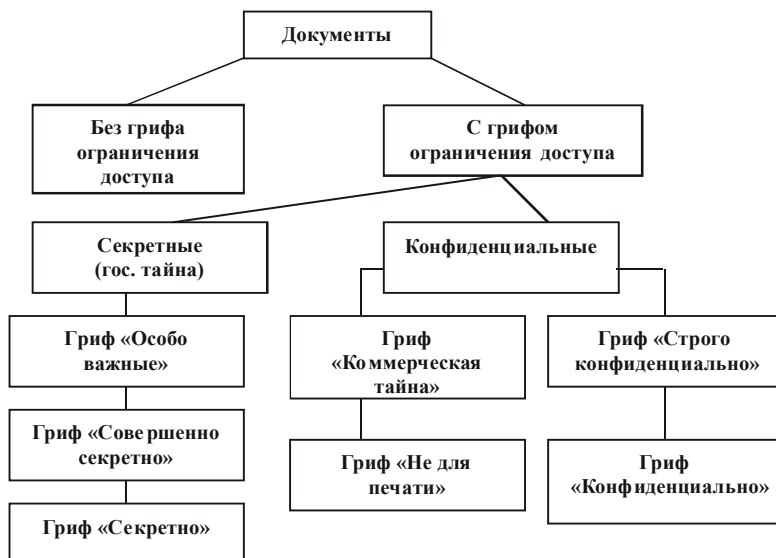 Документы
Без грифа
ограничения
доступа
С грифом
ограничения доступа
Секретные
(гос. тайна)
Конфиденциальные
Гриф «Особо
важные»
Гриф
«Коммерческая
тайна»
Гриф «Строго
конфиденциально»
Гриф «Совершенно
секретно»
Гриф «Не для
печати»
Гриф
«Конфиденциально»
Гриф «Секретно»